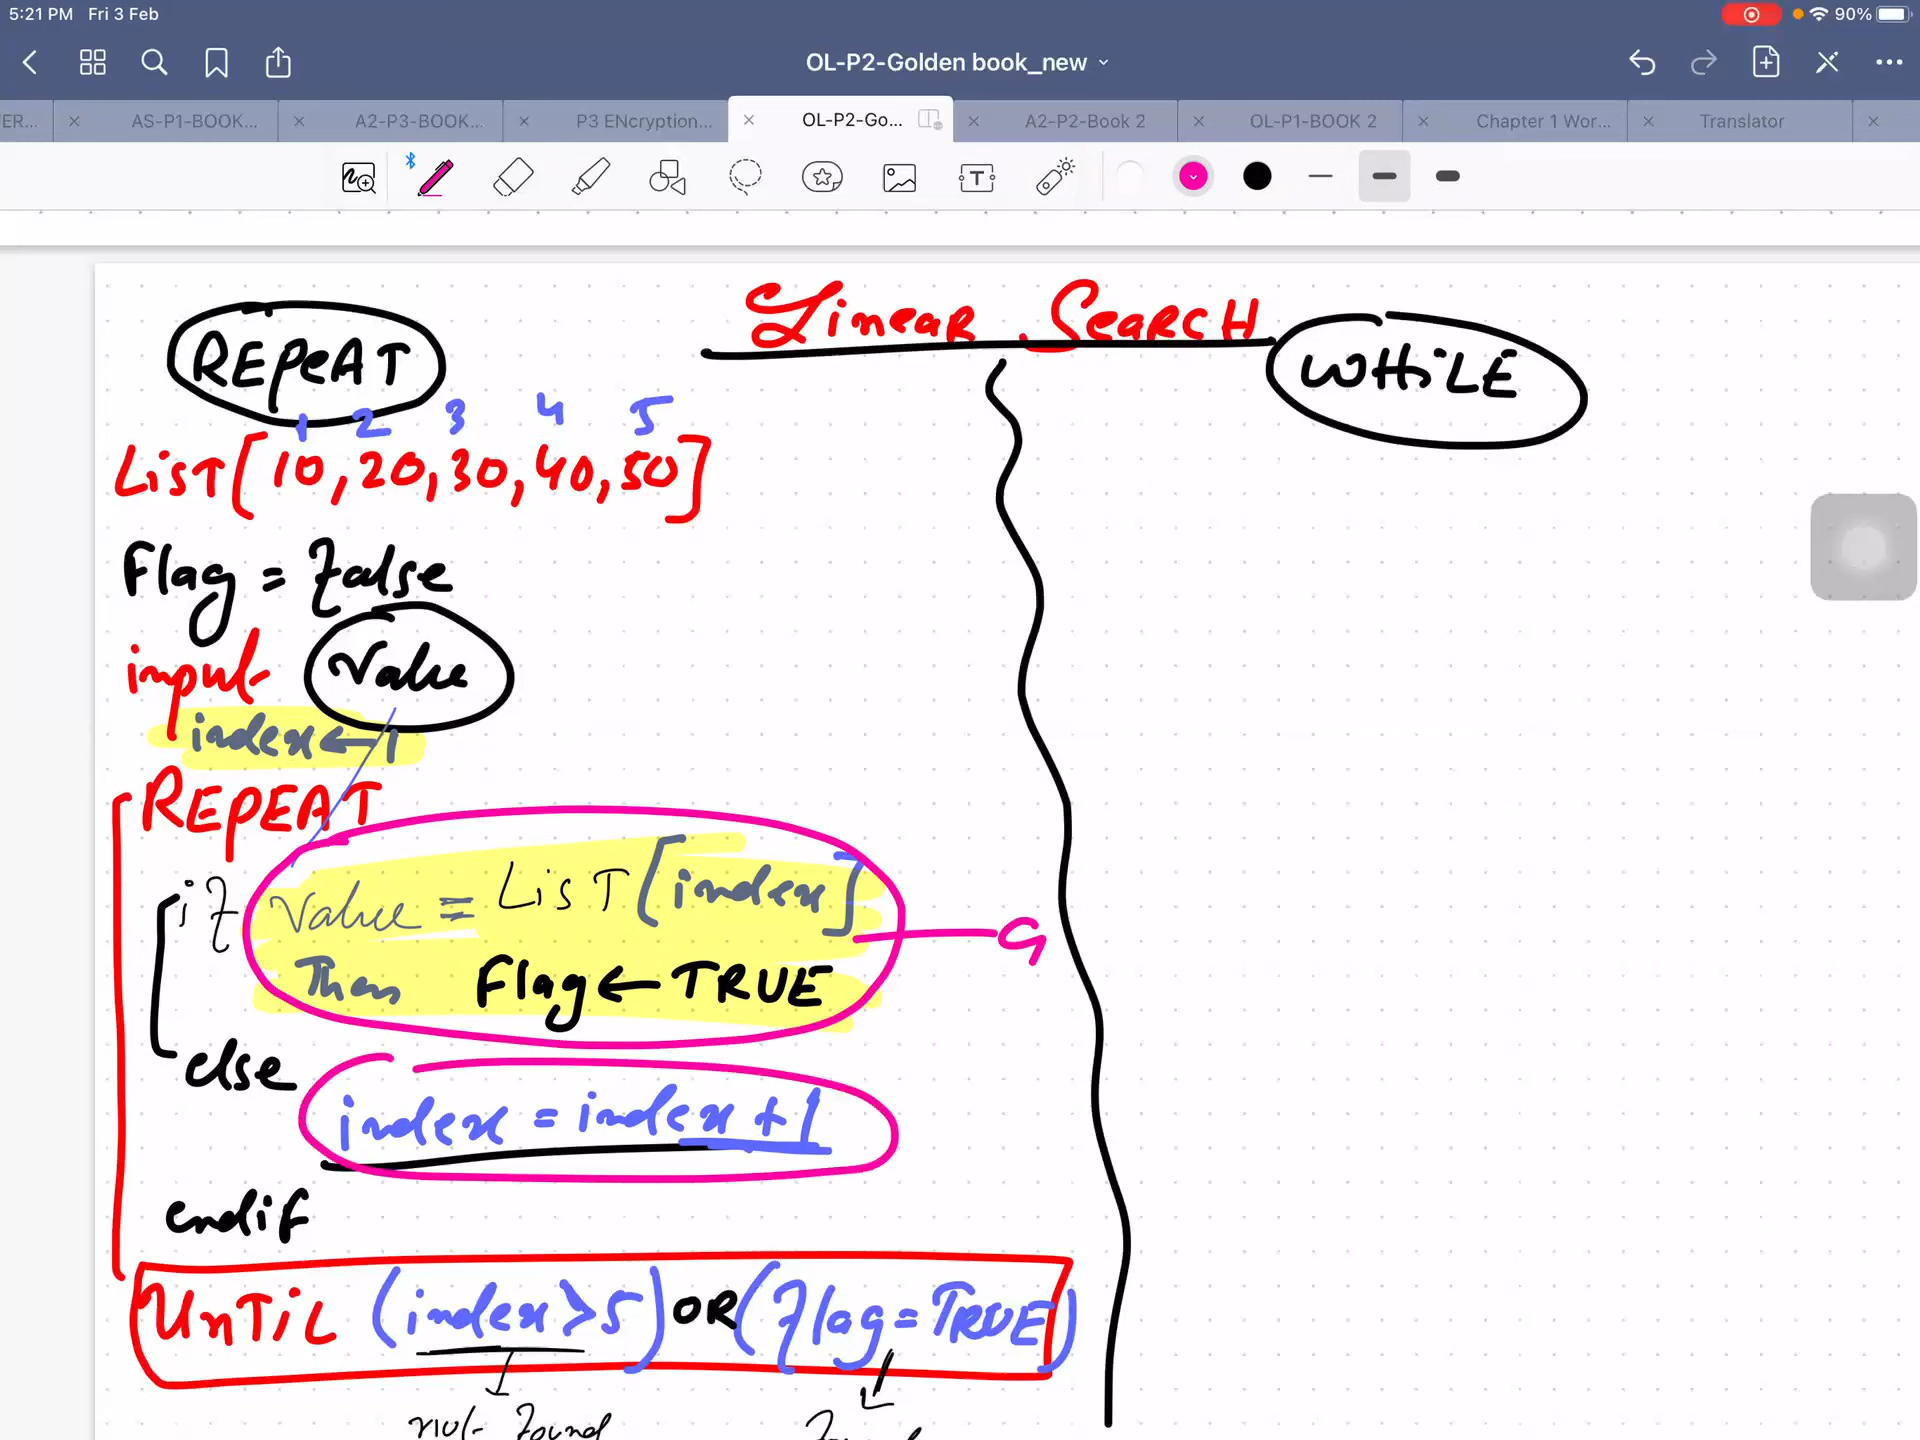 5:21 PM Fri 3 Feb
90%
OL-P2-Golden book_new
ER...
AS-P1-BOOK...
A2-P3-BOOK...
P3 ENcryption...
OL-P2-Go...
A2-P2-Book 2
OL-P1-BOOK 2
Chapter 1 Wor...
Translator
Linear Search
REPEAT
WHILE
1 2 3 4 5
List[10,20,30,40,50]
Flag = false
input value
index←1
REPEAT
if value = List[index]
Then Flag ← TRUE
else
index = index + 1
endif
UNTIL (index>5) OR (flag=TRUE)
not found